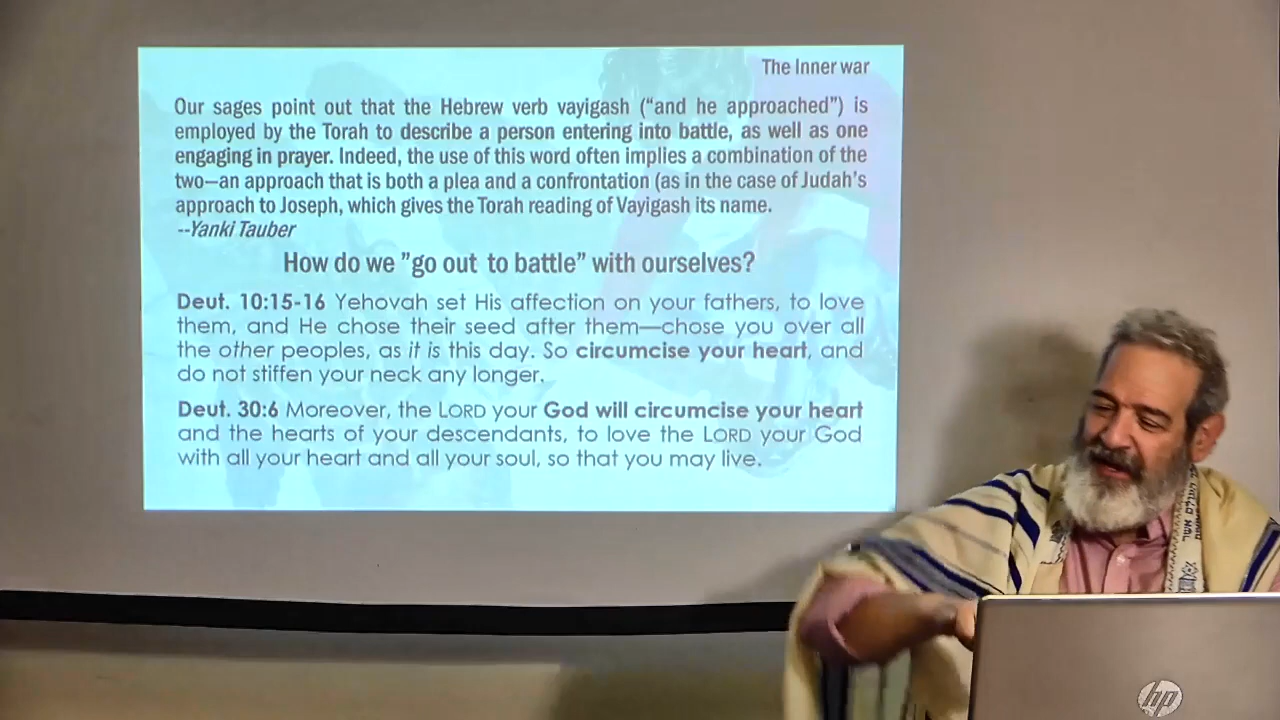 The Inner war
Our sages point out that the Hebrew verb vayigash (“and he approached”) is
employed by the Torah to describe a person entering into battle, as well as one
engaging in prayer. Indeed, the use of this word often implies a combination of the
two—an approach that is both a plea and a confrontation (as in the case of Judah’s
approach to Joseph, which gives the Torah reading of Vayigash its name.
--Yanki Tauber
How do we ”go out to battle” with ourselves?
Deut. 10:15-16 Yehovah set His affection on your fathers, to love
them, and He chose their seed after them—chose you over all
the other peoples, as it is this day. So circumcise your heart, and
do not stiffen your neck any longer.
Deut. 30:6 Moreover, the LORD your God will circumcise your heart
and the hearts of your descendants, to love the LORD your God
with all your heart and all your soul, so that you may live.
hp